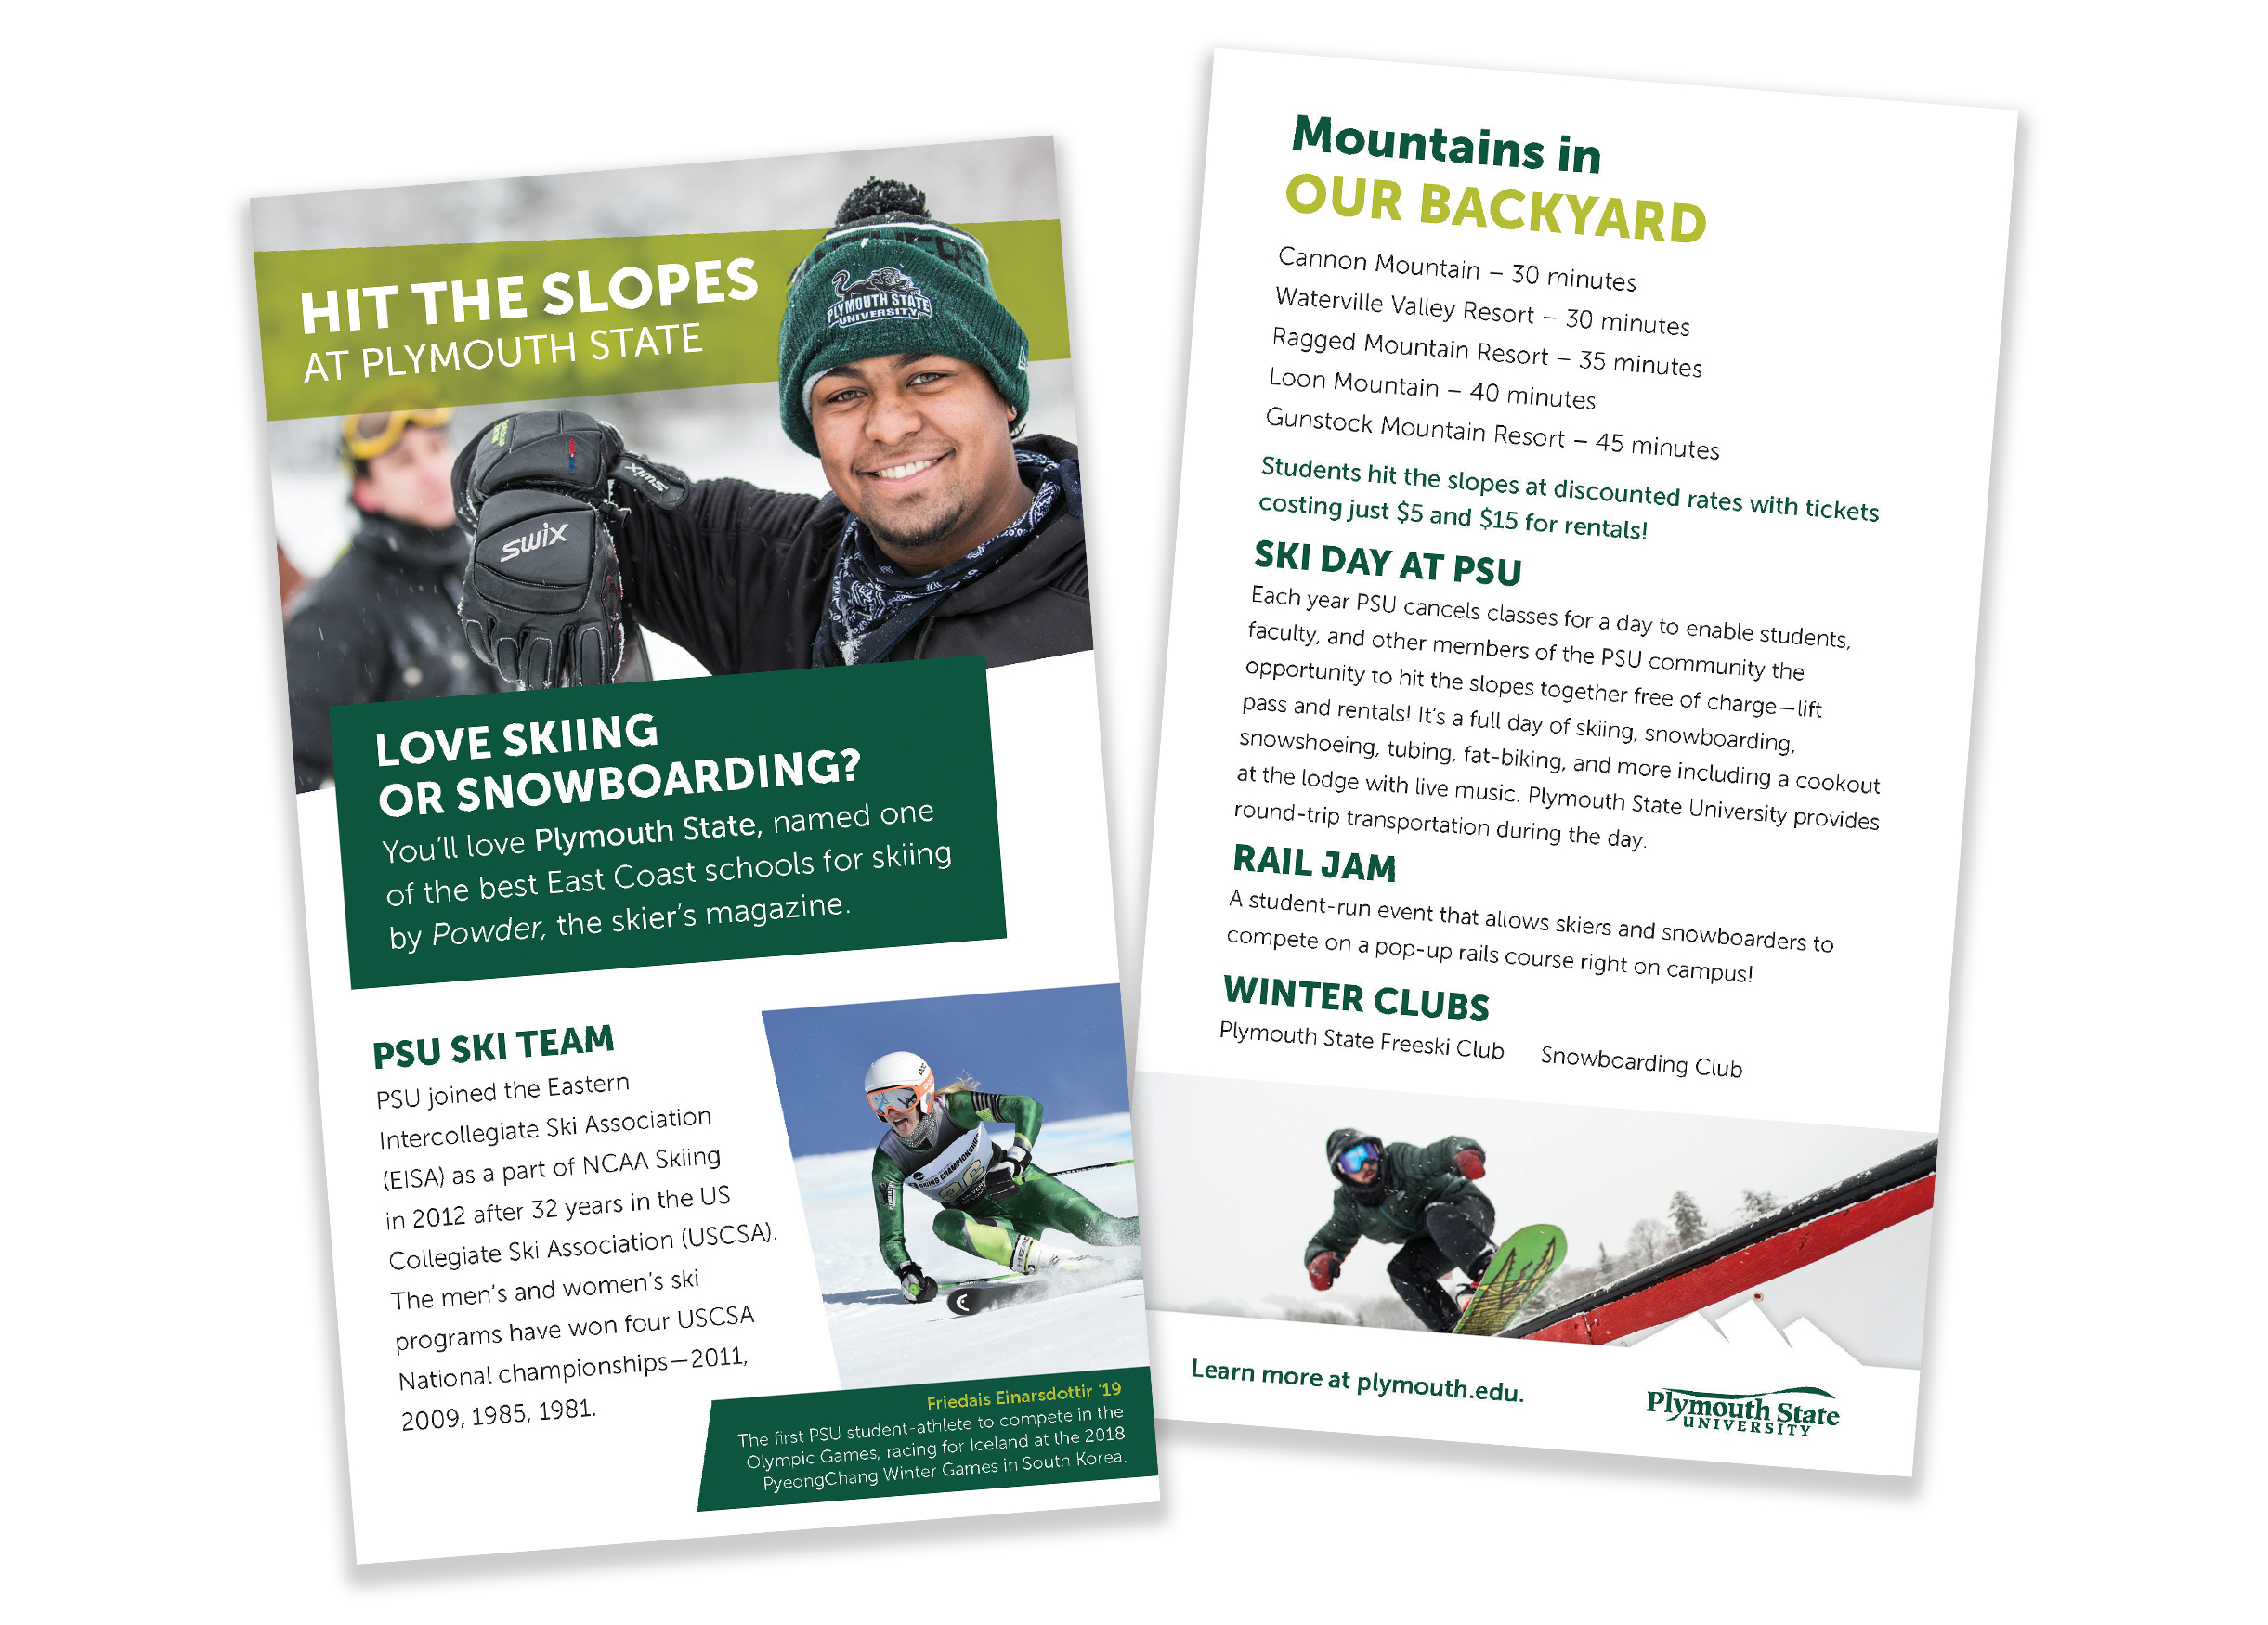 HIT THE SLOPES
AT PLYMOUTH STATE
PLYMOUTH STATE
UNIVERSITY
swix
swix
LOVE SKIING
OR SNOWBOARDING?
You'll love Plymouth State, named one
of the best East Coast schools for skiing
by Powder, the skier's magazine.
PSU SKI TEAM
PSU joined the Eastern
Intercollegiate Ski Association
(EISA) as a part of NCAA Skiing
in 2012 after 32 years in the US
Collegiate Ski Association (USCSA).
The men's and women's ski
programs have won four USCSA
National championships—2011,
2009, 1985, 1981.
SKIING CHAMPIONSHIP
Friedais Einarsdottir '19
The first PSU student-athlete to compete in the
Olympic Games, racing for Iceland at the 2018
PyeongChang Winter Games in South Korea.
Mountains in
OUR BACKYARD
Cannon Mountain – 30 minutes
Waterville Valley Resort – 30 minutes
Ragged Mountain Resort – 35 minutes
Loon Mountain – 40 minutes
Gunstock Mountain Resort – 45 minutes
Students hit the slopes at discounted rates with tickets
costing just $5 and $15 for rentals!
SKI DAY AT PSU
Each year PSU cancels classes for a day to enable students,
faculty, and other members of the PSU community the
opportunity to hit the slopes together free of charge—lift
pass and rentals! It's a full day of skiing, snowboarding,
snowshoeing, tubing, fat-biking, and more including a cookout
at the lodge with live music. Plymouth State University provides
round-trip transportation during the day.
RAIL JAM
A student-run event that allows skiers and snowboarders to
compete on a pop-up rails course right on campus!
WINTER CLUBS
Plymouth State Freeski Club Snowboarding Club
Learn more at plymouth.edu.
Plymouth State
UNIVERSITY